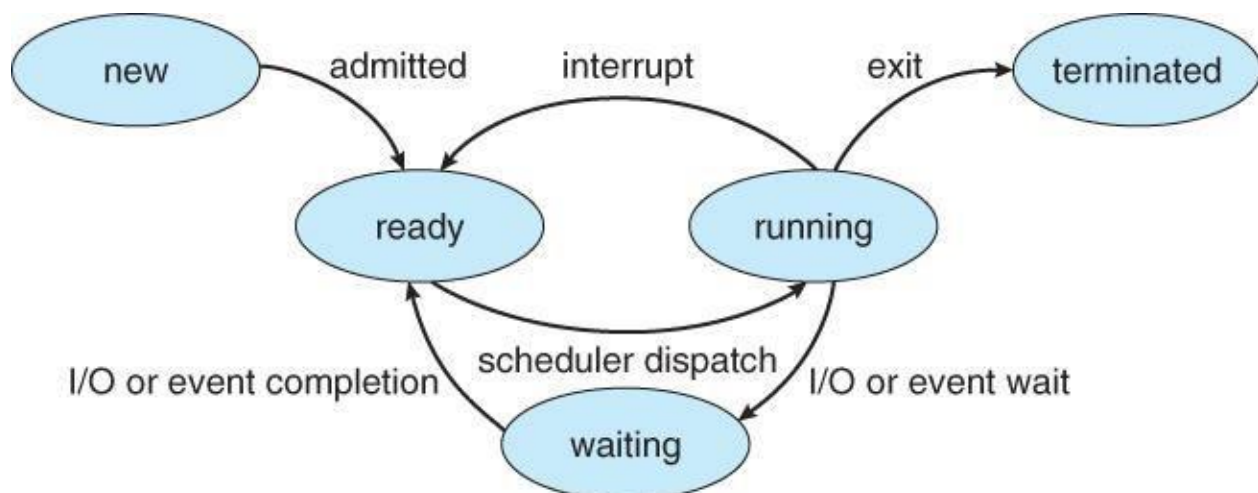 new
admitted
interrupt
exit
terminated
ready
running
scheduler dispatch
I/O or event completion
I/O or event wait
waiting